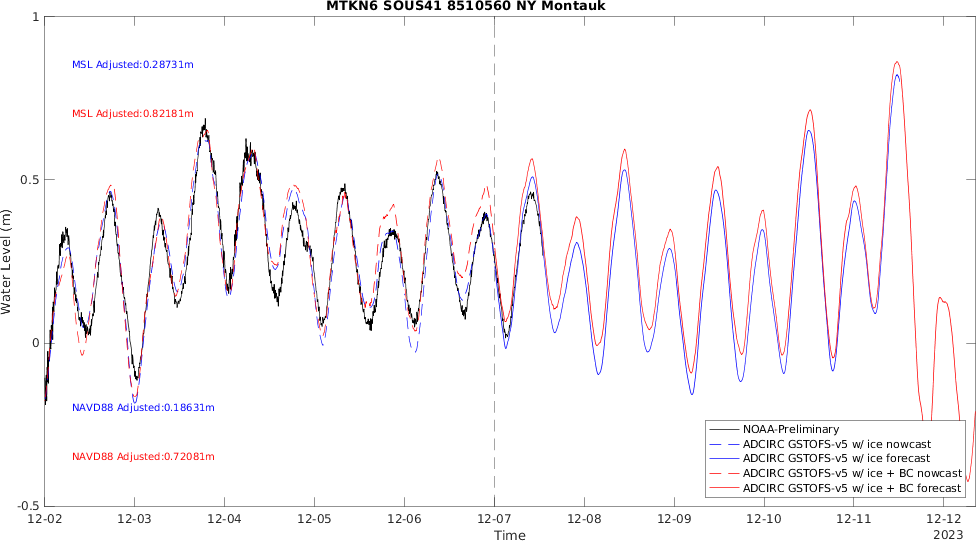 MTKN6 SOUS41 8510560 NY Montauk
1
MSL Adjusted:0.28731m
MSL Adjusted:0.82181m
0.5
Water Level (m)
0
NAVD88 Adjusted:0.18631m
NAVD88 Adjusted:0.72081m
NOAA-Preliminary
ADCIRC GSTOFS-v5 w/ ice nowcast
ADCIRC GSTOFS-v5 w/ ice forecast
ADCIRC GSTOFS-v5 w/ ice + BC nowcast
ADCIRC GSTOFS-v5 w/ ice + BC forecast
-0.5
12-02 12-03 12-04 12-05 12-06 12-07 12-08 12-09 12-10 12-11 12-12
Time 2023